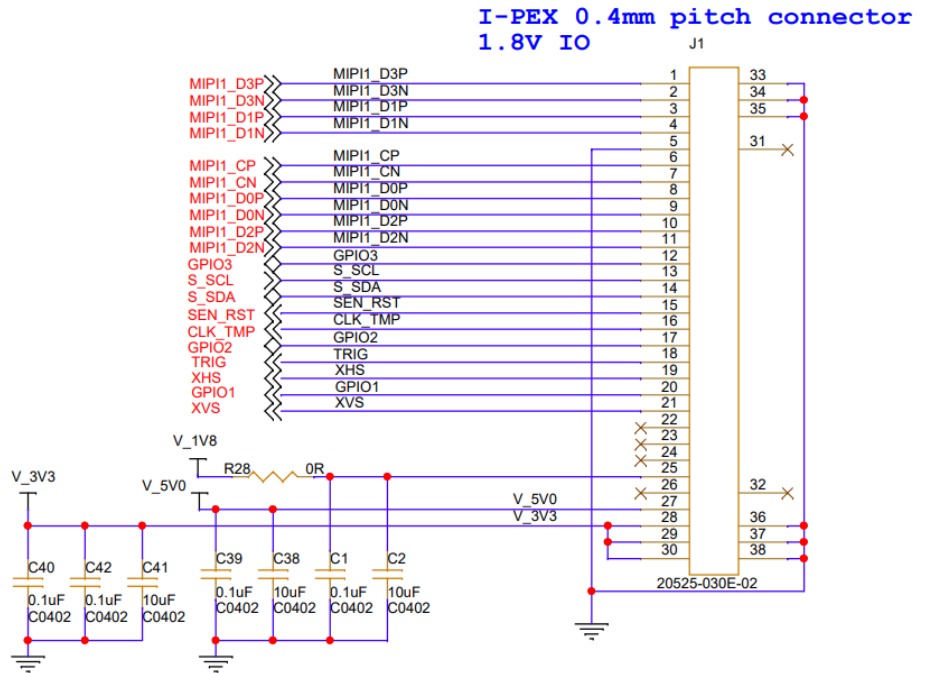 I-PEX 0.4mm pitch connector
1.8V IO
J1
MIPI1_D3P MIPI1_D3P 1 33
MIPI1_D3N MIPI1_D3N 2 34
MIPI1_D1P MIPI1_D1P 3 35
MIPI1_D1N MIPI1_D1N 4
5 31
MIPI1_CP MIPI1_CP 6
MIPI1_CN MIPI1_CN 7
MIPI1_D0P MIPI1_D0P 8
MIPI1_D0N MIPI1_D0N 9
MIPI1_D2P MIPI1_D2P 10
MIPI1_D2N MIPI1_D2N 11
GPIO3 GPIO3 12
S_SCL S_SCL 13
S_SDA S_SDA 14
SEN_RST SEN_RST 15
CLK_TMP CLK_TMP 16
GPIO2 GPIO2 17
TRIG TRIG 18
XHS XHS 19
GPIO1 GPIO1 20
XVS XVS 21
22
23
24
V_1V8
R28 0R 25
V_3V3
V_5V0 26 32
V_5V0 27
V_3V3 28 36
29 37
30 38
C40 C42 C41 C39 C38 C1 C2
20525-030E-02
0.1uF 0.1uF 10uF 0.1uF 10uF 0.1uF 10uF
C0402 C0402 C0402 C0402 C0402 C0402 C0402